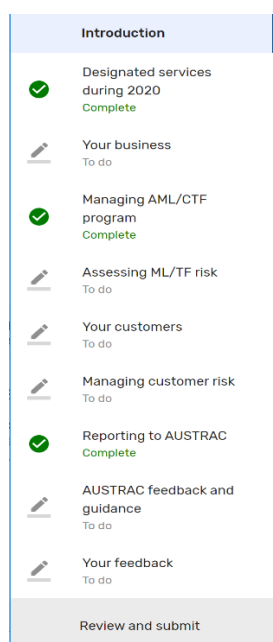 Introduction
Designated services
during 2020
Complete
Your business
To do
Managing AML/CTF
program
Complete
Assessing ML/TF risk
To do
Your customers
To do
Managing customer risk
To do
Reporting to AUSTRAC
Complete
AUSTRAC feedback and
guidance
To do
Your feedback
To do
Review and submit